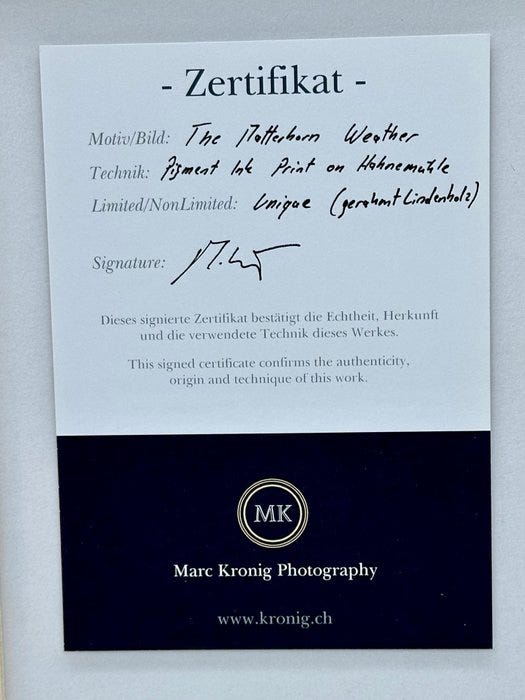 - Zertifikat -
Motiv/Bild: The Matterhorn Weather
Technik: Pigment Ink Print on Hahnemühle
Limited/NonLimited: Unique (gerahmt Lindenholz)
Signature: M.
Dieses signierte Zertifikat bestätigt die Echtheit, Herkunft
und die verwendete Technik dieses Werkes.
This signed certificate confirms the authenticity,
origin and technique of this work.
MK
Marc Kronig Photography
www.kronig.ch